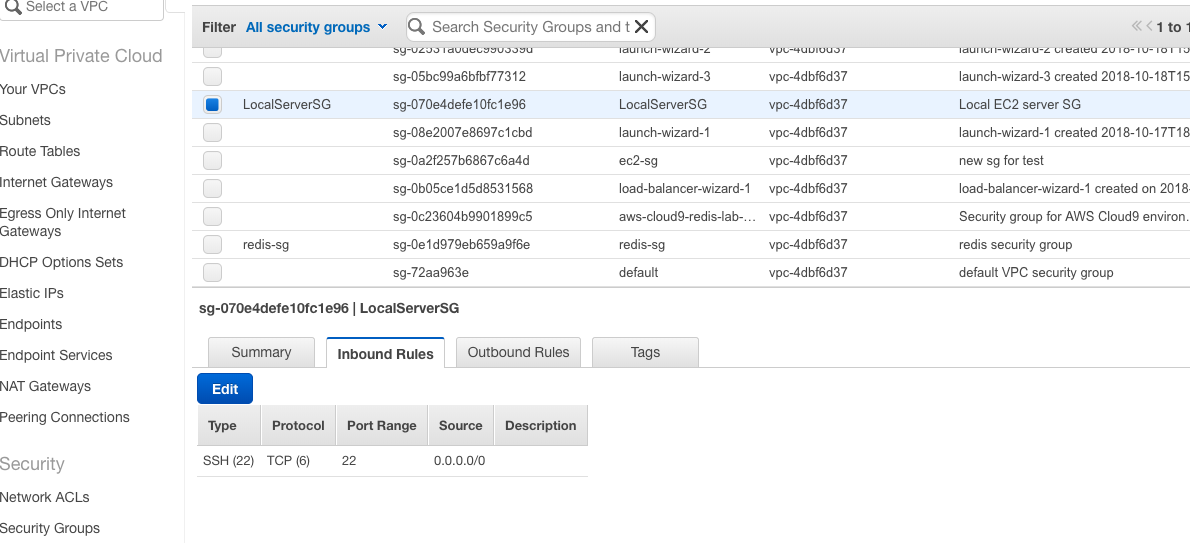 Select a VPC
Virtual Private Cloud
Your VPCs
Subnets
Route Tables
Internet Gateways
Egress Only Internet
Gateways
DHCP Options Sets
Elastic IPs
Endpoints
Endpoint Services
NAT Gateways
Peering Connections
Security
Network ACLs
Security Groups
Filter All security groups Search Security Groups and t 1 to 1
sg-02531a0dec990339d launch-wizard-2 vpc-4dbf6d37 launch-wizard-2 created 2018-10-18T15
sg-05bc99a6bfbf77312 launch-wizard-3 vpc-4dbf6d37 launch-wizard-3 created 2018-10-18T15
LocalServerSG sg-070e4defe10fc1e96 LocalServerSG vpc-4dbf6d37 Local EC2 server SG
sg-08e2007e8697c1cbd launch-wizard-1 vpc-4dbf6d37 launch-wizard-1 created 2018-10-17T18
sg-0a2f257b6867c6a4d ec2-sg vpc-4dbf6d37 new sg for test
sg-0b05ce1d5d8531568 load-balancer-wizard-1 vpc-4dbf6d37 load-balancer-wizard-1 created on 2018-
sg-0c23604b9901899c5 aws-cloud9-redis-lab-... vpc-4dbf6d37 Security group for AWS Cloud9 environ...
redis-sg sg-0e1d979eb659a9f6e redis-sg vpc-4dbf6d37 redis security group
sg-72aa963e default vpc-4dbf6d37 default VPC security group
sg-070e4defe10fc1e96 | LocalServerSG
Summary Inbound Rules Outbound Rules Tags
Edit
Type Protocol Port Range Source Description
SSH (22) TCP (6) 22 0.0.0.0/0